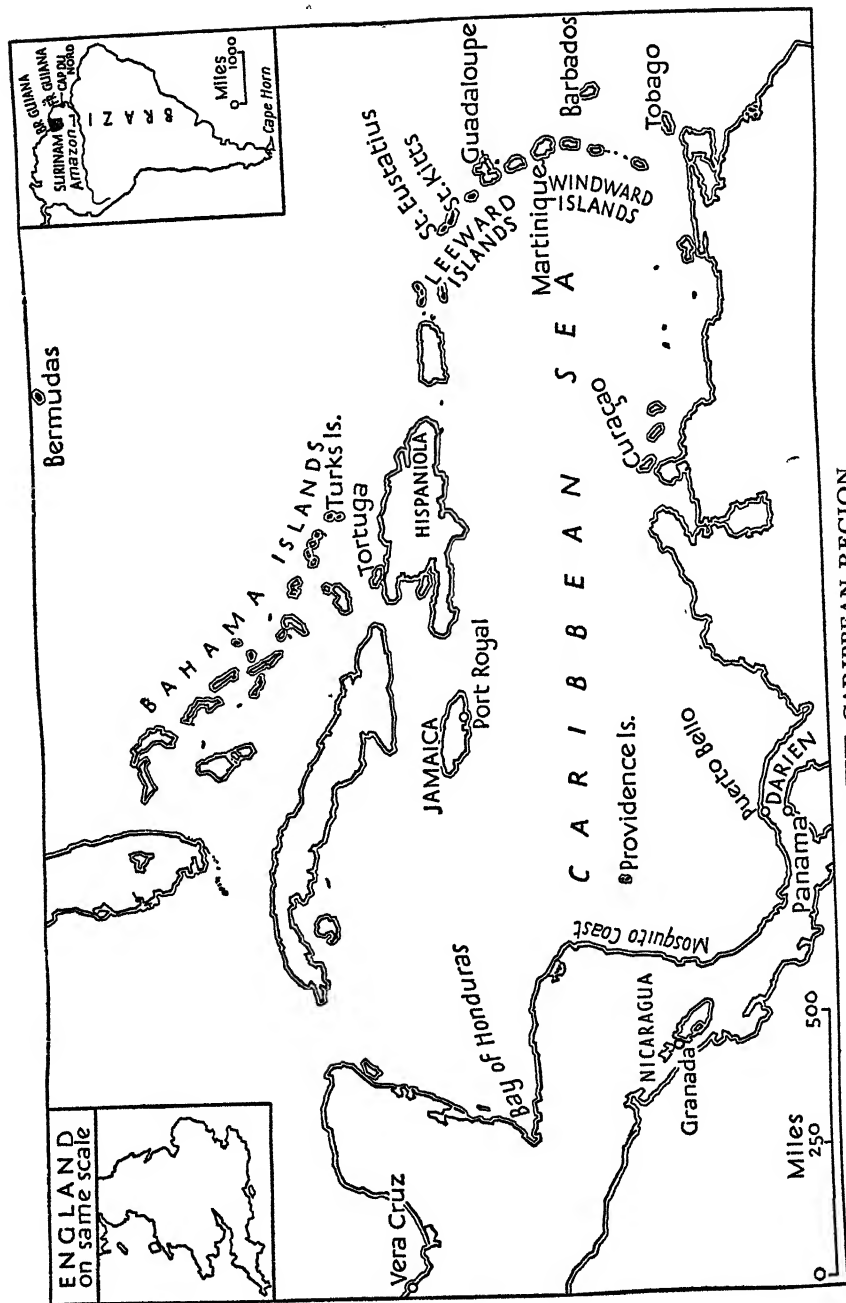 ENGLAND
on same scale
Bermudas
BR GUIANA
FR GUIANA
CAP DU
NORD
SURINAM
Amazon
BRAZIL
Miles
0 1000
Cape Horn
BAHAMA ISLANDS
Turks Is.
Tortuga
HISPANIOLA
JAMAICA
Port Royal
St. Eustatius
St. Kitts
LEEWARD
ISLANDS
Guadaloupe
Martinique
WINDWARD
ISLANDS
Barbados
Tobago
Vera Cruz
Bay of Honduras
CARIBBEAN SEA
Providence Is.
Mosquito Coast
NICARAGUA
Granada
Puerto Bello
DARIEN
Panama
Curaçao
Miles
0 250 500
THE CARIBBEAN REGION